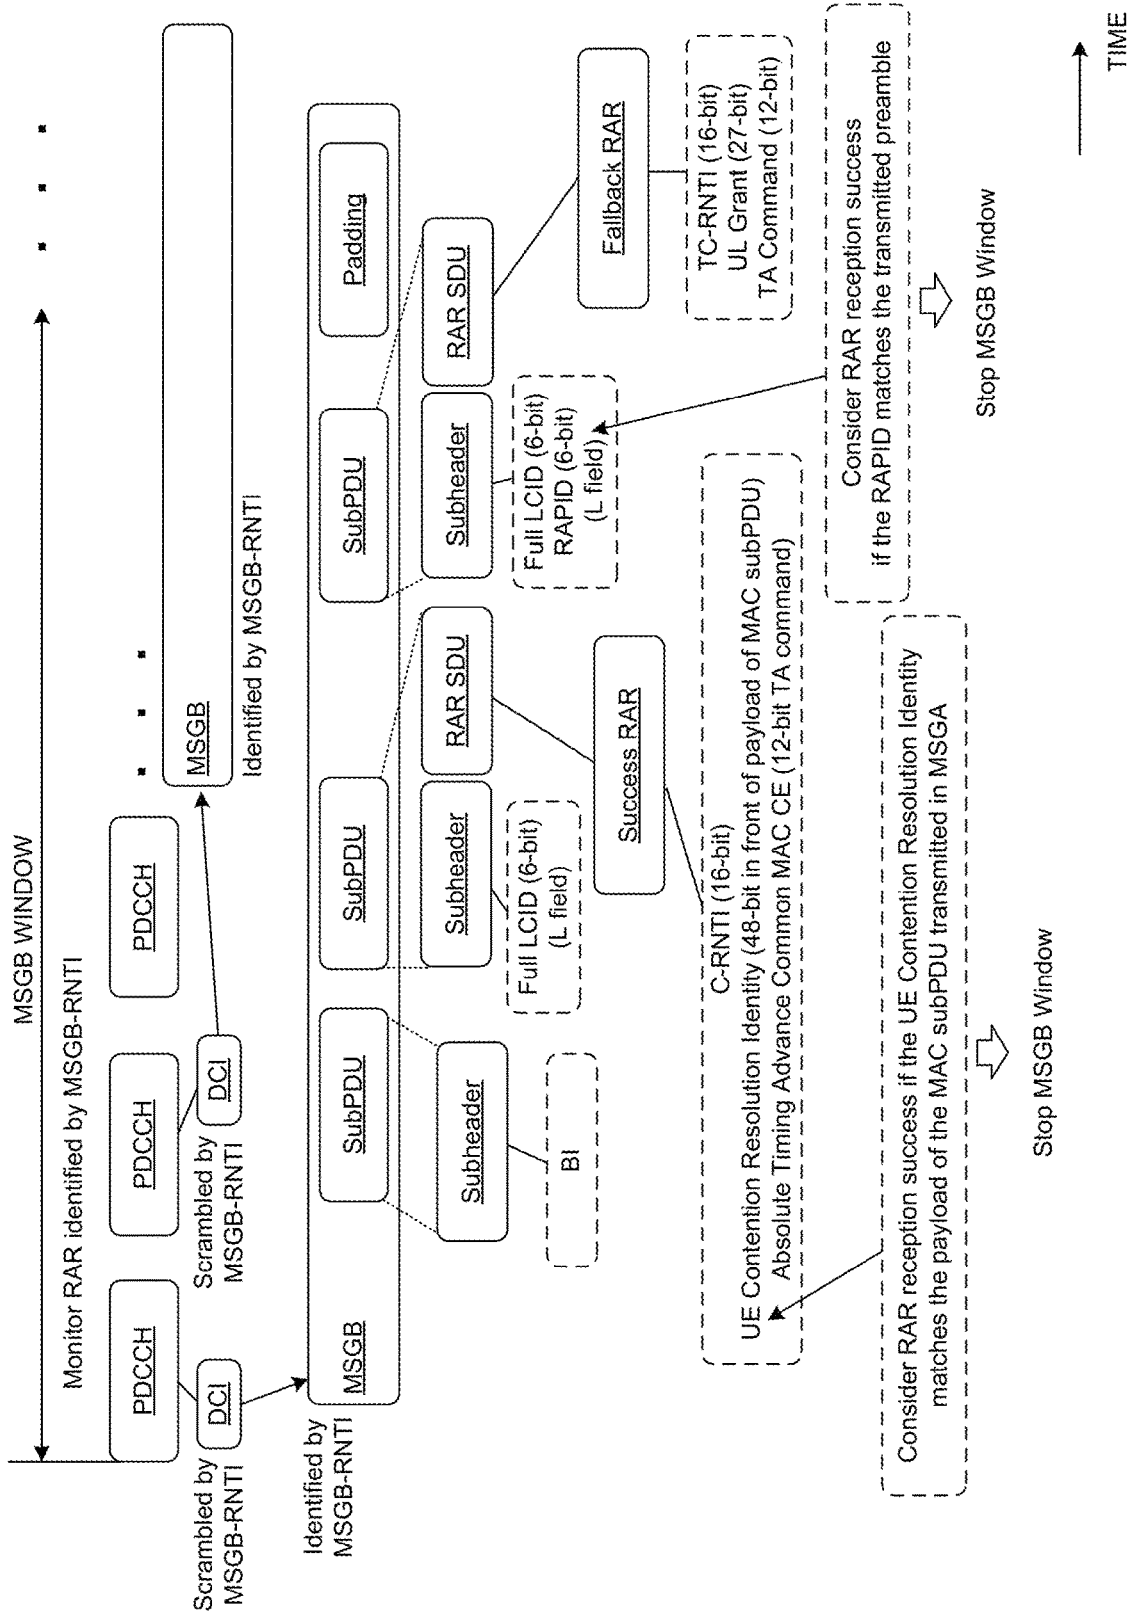 MSGB WINDOW
Monitor RAR identified by MSGB-RNTI
PDCCH
PDCCH
PDCCH
Scrambled by
MSGB-RNTI
DCI
Scrambled by
MSGB-RNTI
DCI
MSGB
Identified by MSGB-RNTI
Identified by
MSGB-RNTI
MSGB
SubPDU
SubPDU
SubPDU
Padding
Subheader
Subheader
RAR SDU
Subheader
RAR SDU
BI
Full LCID (6-bit)
(L field)
Success RAR
Full LCID (6-bit)
RAPID (6-bit)
(L field)
Fallback RAR
TC-RNTI (16-bit)
UL Grant (27-bit)
TA Command (12-bit)
C-RNTI (16-bit)
UE Contention Resolution Identity (48-bit in front of payload of MAC subPDU)
Absolute Timing Advance Common MAC CE (12-bit TA command)
Consider RAR reception success
if the RAPID matches the transmitted preamble
Stop MSGB Window
Consider RAR reception success if the UE Contention Resolution Identity
matches the payload of the MAC subPDU transmitted in MSGA
Stop MSGB Window
TIME